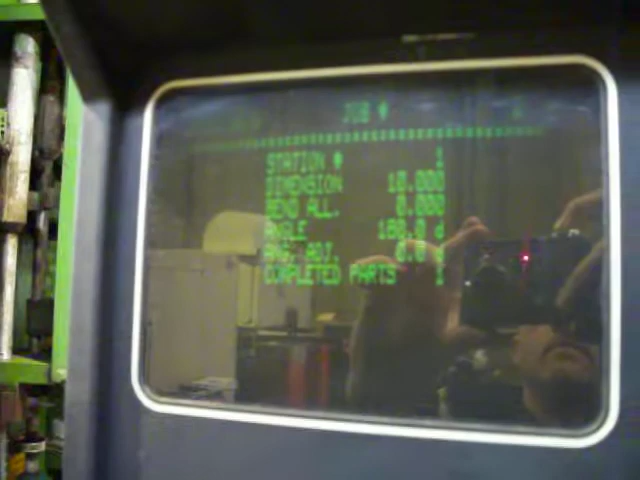 JOB #
STATION # 1
DIMENSION 10.000
BEND ALL. 0.000
ANGLE 180.0 d
ANG. ADJ. 0.0 d
COMPLETED PARTS 1